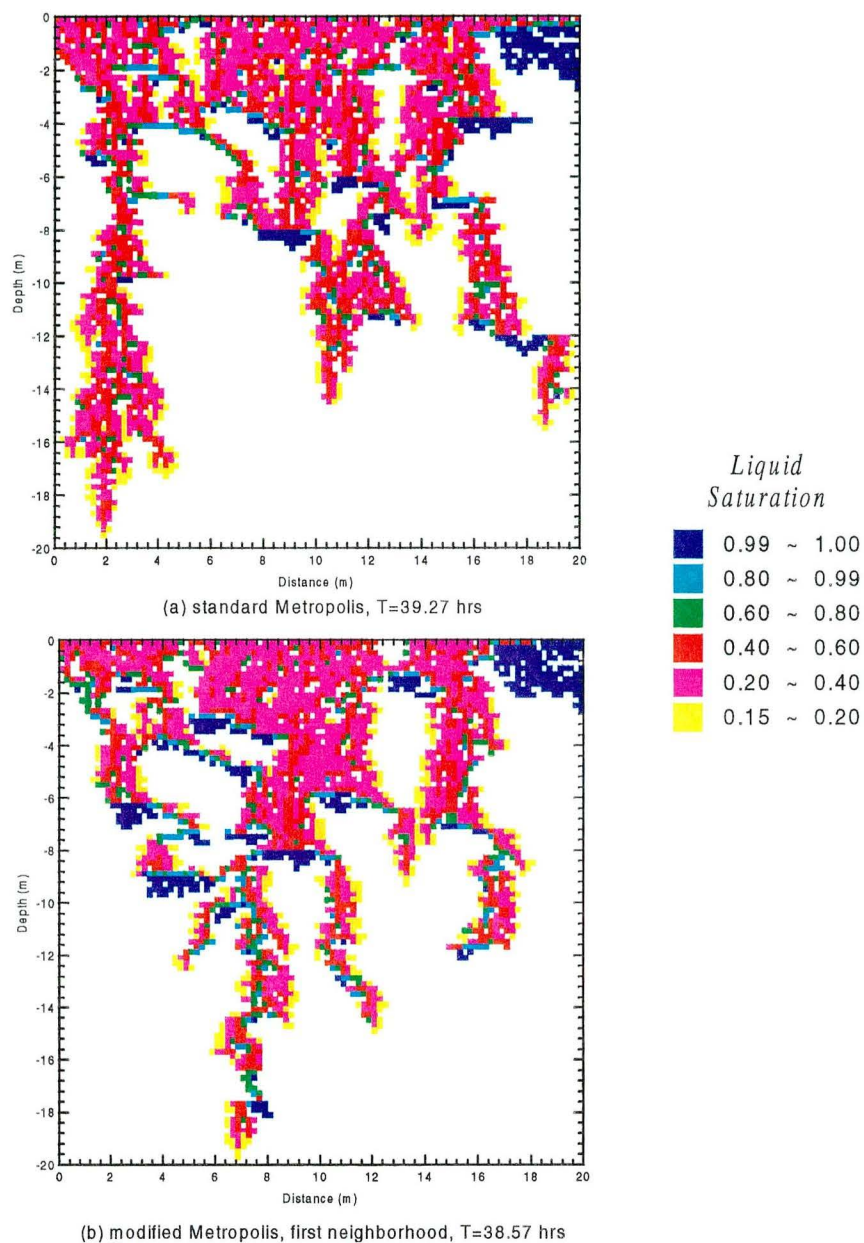 0
-2
-4
-6
-8
-10
-12
-14
-16
-18
-20
Depth (m)
0 2 4 6 8 10 12 14 16 18 20
Distance (m)
(a) standard Metropolis, T=39.27 hrs
Liquid
Saturation
0.99 ~ 1.00
0.80 ~ 0.99
0.60 ~ 0.80
0.40 ~ 0.60
0.20 ~ 0.40
0.15 ~ 0.20
0
-2
-4
-6
-8
-10
-12
-14
-16
-18
-20
Depth (m)
0 2 4 6 8 10 12 14 16 18 20
Distance (m)
(b) modified Metropolis, first neighborhood, T=38.57 hrs